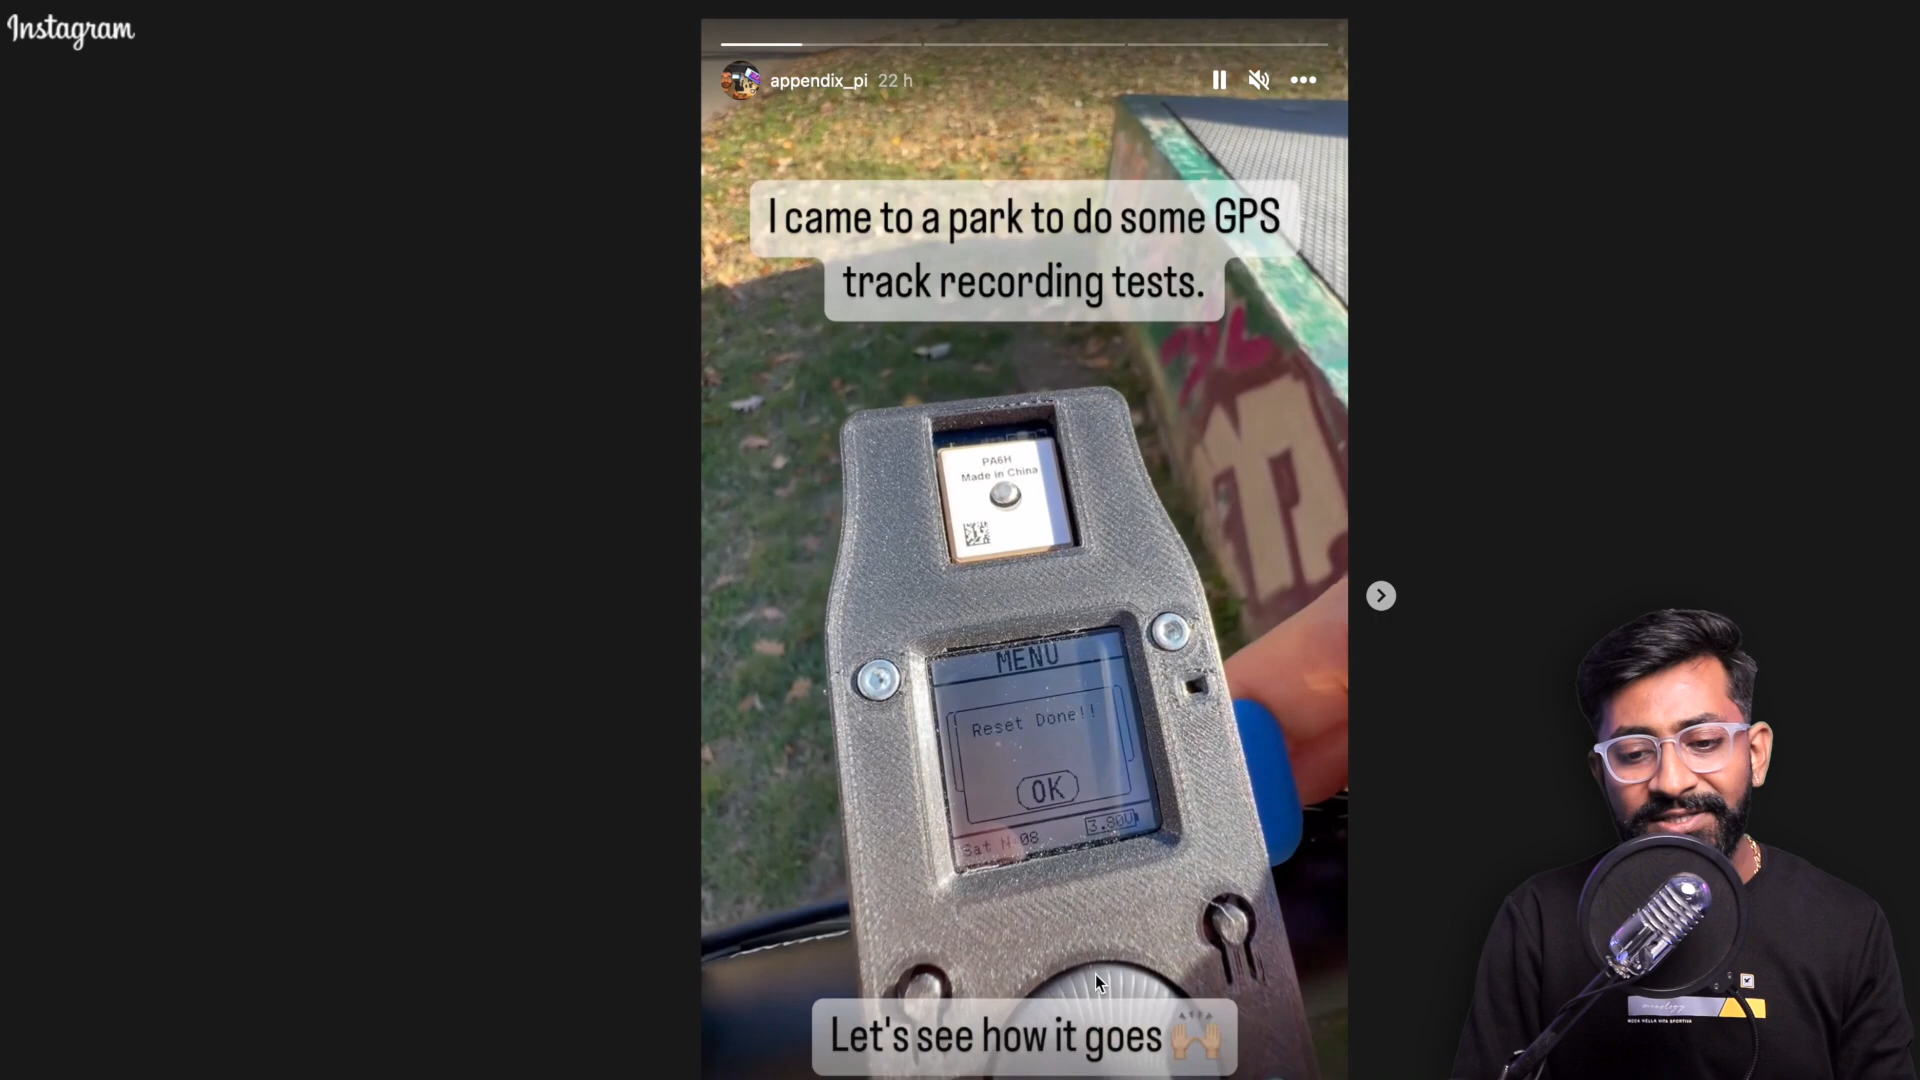 Instagram
appendix_pi 22 h
I came to a park to do some GPS
track recording tests.
PA6H
Made in China
MENU
Reset Done!!
OK
Sat N:08
3.80V
Let's see how it goes 🙌🏼